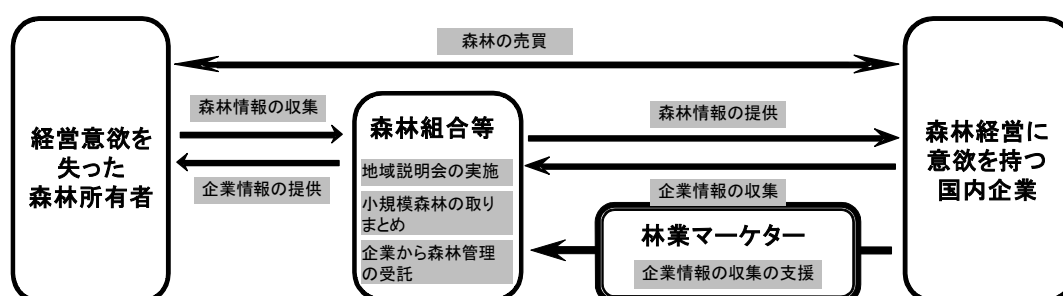 森林の売買
経営意欲を
失った
森林所有者
森林情報の収集
企業情報の提供
森林組合等
地域説明会の実施
小規模森林の取り
まとめ
企業から森林管理
の受託
森林情報の提供
企業情報の収集
林業マーケター
企業情報の収集の支援
森林経営に
意欲を持つ
国内企業